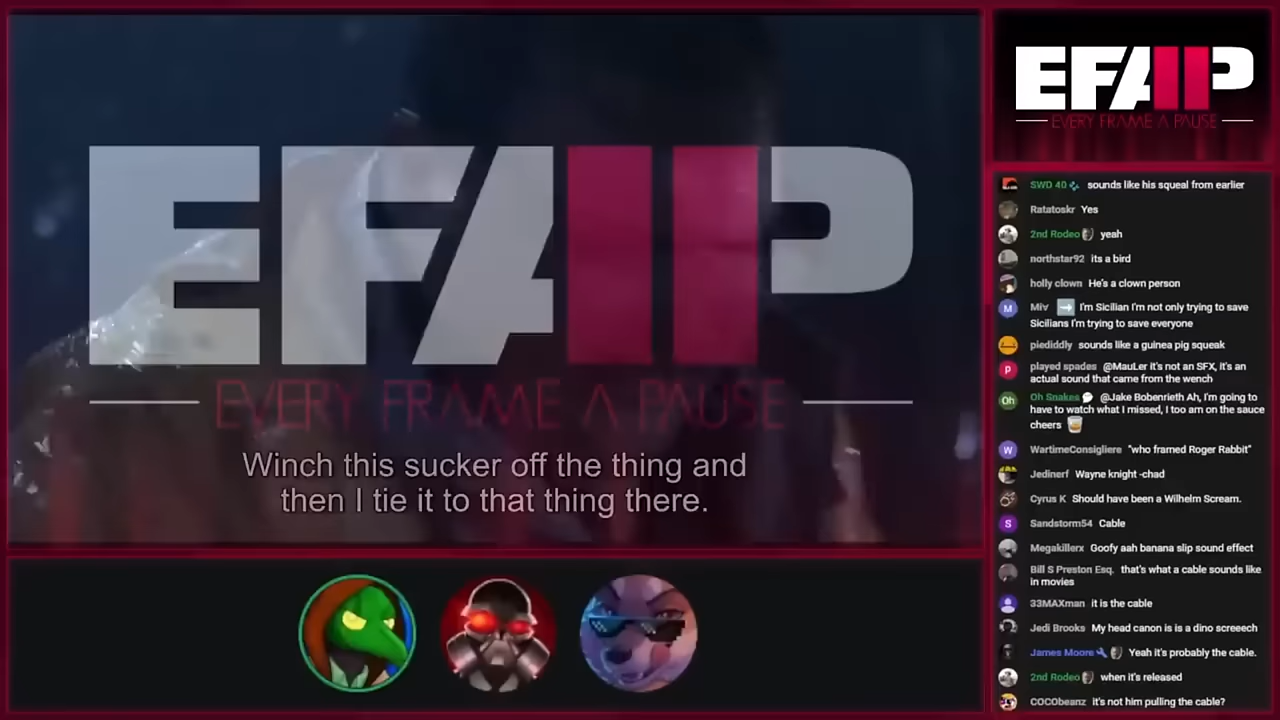 EFAP
EVERY FRAME A PAUSE
Winch this sucker off the thing and
then I tie it to that thing there.
EFAP
EVERY FRAME A PAUSE
SWD 40 sounds like his squeal from earlier
Ratatoskr Yes
2nd Rodeo yeah
northstar92 its a bird
holly clown He's a clown person
M Miv I'm Sicilian I'm not only trying to save
Sicilians I'm trying to save everyone
piediddly sounds like a guinea pig squeak
P played spades @MauLer it's not an SFX, it's an
actual sound that came from the wench
Oh Oh Snakes @Jake Bobenrieth Ah, I'm going to
have to watch what I missed, I too am on the sauce
cheers
W WartimeConsigliere "who framed Roger Rabbit"
Jedinerf Wayne knight -chad
Cyrus K Should have been a Wilhelm Scream.
S Sandstorm54 Cable
Megakillerx Goofy aah banana slip sound effect
Bill S Preston Esq. that's what a cable sounds like
in movies
33MAXman it is the cable
Jedi Brooks My head canon is is a dino screeech
James Moore Yeah it's probably the cable.
2nd Rodeo when it's released
COCObeanz it's not him pulling the cable?